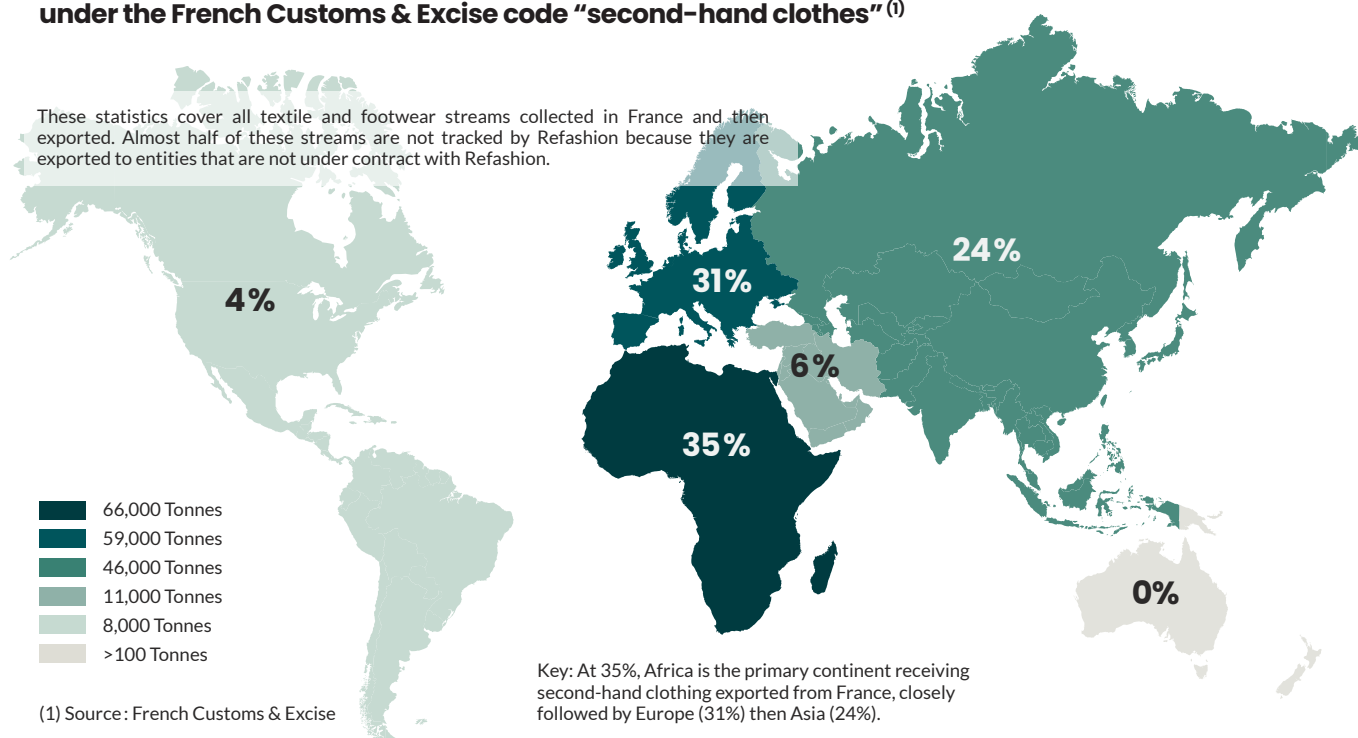 under the French Customs & Excise code “second-hand clothes” (1)
These statistics cover all textile and footwear streams collected in France and then
exported. Almost half of these streams are not tracked by Refashion because they are
exported to entities that are not under contract with Refashion.
24%
31%
4%
6%
35%
0%
66,000 Tonnes
59,000 Tonnes
46,000 Tonnes
11,000 Tonnes
8,000 Tonnes
>100 Tonnes
(1) Source : French Customs & Excise
Key: At 35%, Africa is the primary continent receiving
second-hand clothing exported from France, closely
followed by Europe (31%) then Asia (24%).